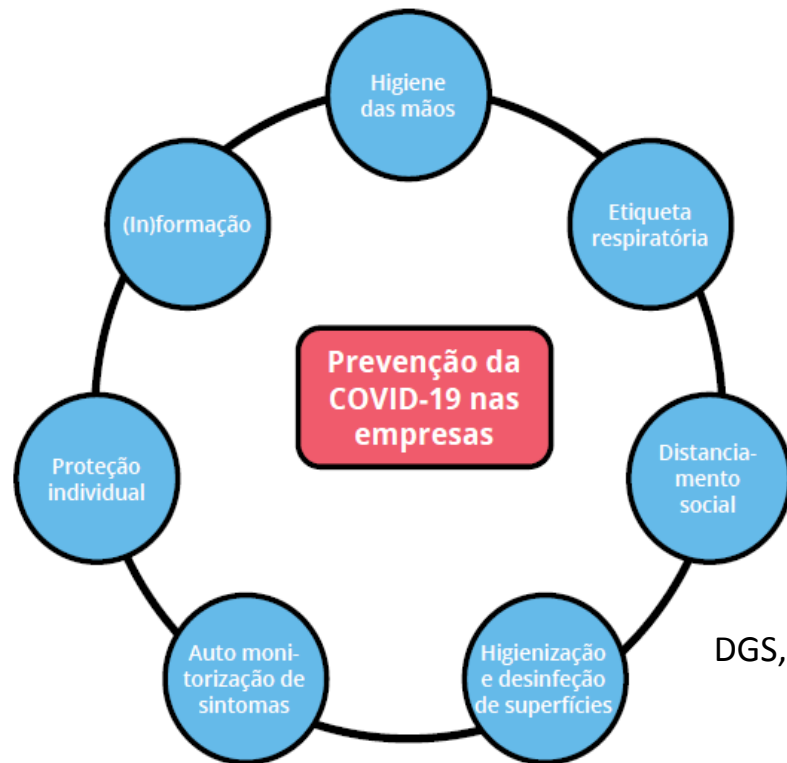 Higiene
das mãos
Etiqueta
respiratória
Distancia-
mento
social
Higienização
e desinfeção
de superfícies
Auto moni-
torização de
sintomas
Proteção
individual
(In)formação
Prevenção da
COVID-19 nas
empresas
DGS,